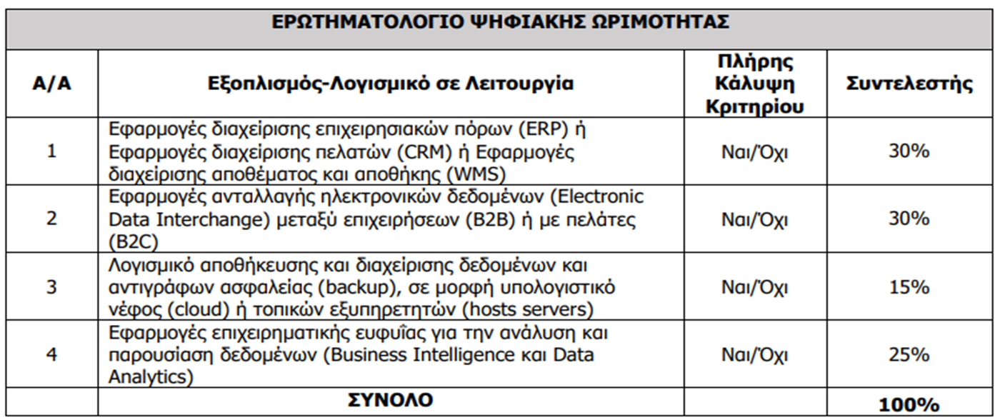 ΕΡΩΤΗΜΑΤΟΛΟΓΙΟ ΨΗΦΙΑΚΗΣ ΩΡΙΜΟΤΗΤΑΣ
Α/Α
Εξοπλισμός-Λογισμικό σε Λειτουργία
Πλήρης
Κάλυψη
Κριτηρίου
Συντελεστής
1
Εφαρμογές διαχείρισης επιχειρησιακών πόρων (ERP) ή
Εφαρμογές διαχείρισης πελατών (CRM) ή Εφαρμογές
διαχείρισης αποθέματος και αποθήκης (WMS)
Ναι/Όχι
30%
2
Εφαρμογές ανταλλαγής ηλεκτρονικών δεδομένων (Electronic
Data Interchange) μεταξύ επιχειρήσεων (B2B) ή με πελάτες
(B2C)
Ναι/Όχι
30%
3
Λογισμικό αποθήκευσης και διαχείρισης δεδομένων και
αντιγράφων ασφαλείας (backup), σε μορφή υπολογιστικό
νέφος (cloud) ή τοπικών εξυπηρετητών (hosts servers)
Ναι/Όχι
15%
4
Εφαρμογές επιχειρηματικής ευφυΐας για την ανάλυση και
παρουσίαση δεδομένων (Business Intelligence και Data
Analytics)
Ναι/Όχι
25%
ΣΥΝΟΛΟ
100%